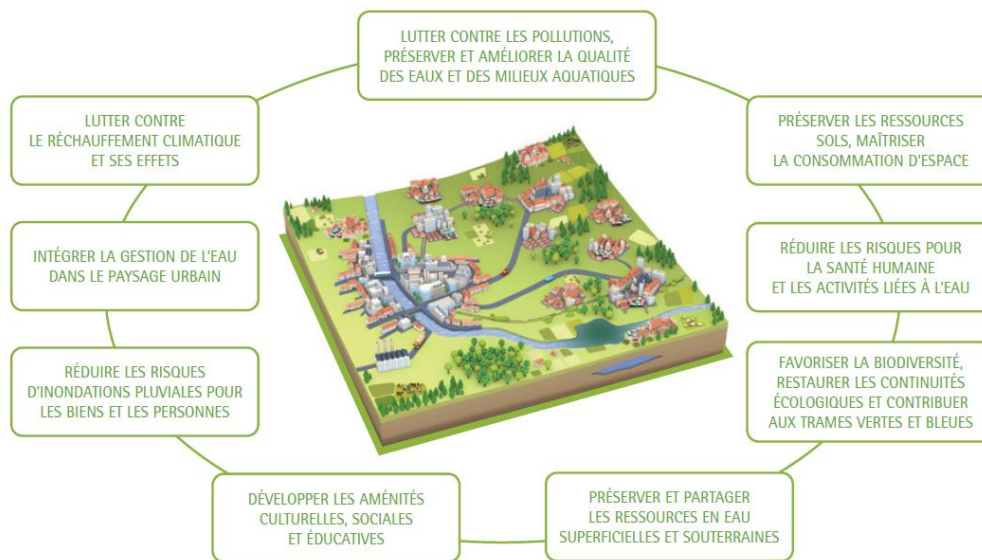 LUTTER CONTRE LES POLLUTIONS,
PRÉSERVER ET AMÉLIORER LA QUALITÉ
DES EAUX ET DES MILIEUX AQUATIQUES
LUTTER CONTRE
LE RÉCHAUFFEMENT CLIMATIQUE
ET SES EFFETS
PRÉSERVER LES RESSOURCES
SOLS, MAÎTRISER
LA CONSOMMATION D'ESPACE
INTÉGRER LA GESTION DE L'EAU
DANS LE PAYSAGE URBAIN
RÉDUIRE LES RISQUES POUR
LA SANTÉ HUMAINE
ET LES ACTIVITÉS LIÉES À L'EAU
RÉDUIRE LES RISQUES
D'INONDATIONS PLUVIALES POUR
LES BIENS ET LES PERSONNES
FAVORISER LA BIODIVERSITÉ,
RESTAURER LES CONTINUITÉS
ÉCOLOGIQUES ET CONTRIBUER
AUX TRAMES VERTES ET BLEUES
DÉVELOPPER LES AMÉNITÉS
CULTURELLES, SOCIALES
ET ÉDUCATIVES
PRÉSERVER ET PARTAGER
LES RESSOURCES EN EAU
SUPERFICIELLES ET SOUTERRAINES